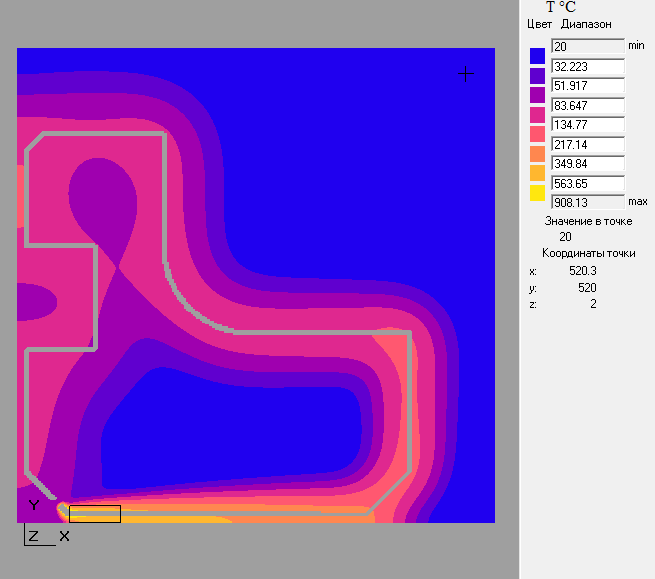 T °C
Цвет Диапазон
20 min
32.223
51.917
83.647
134.77
217.14
349.84
563.65
908.13 max
Значение в точке
20
Координаты точки
x: 520.3
y: 520
z: 2
Y
Z X